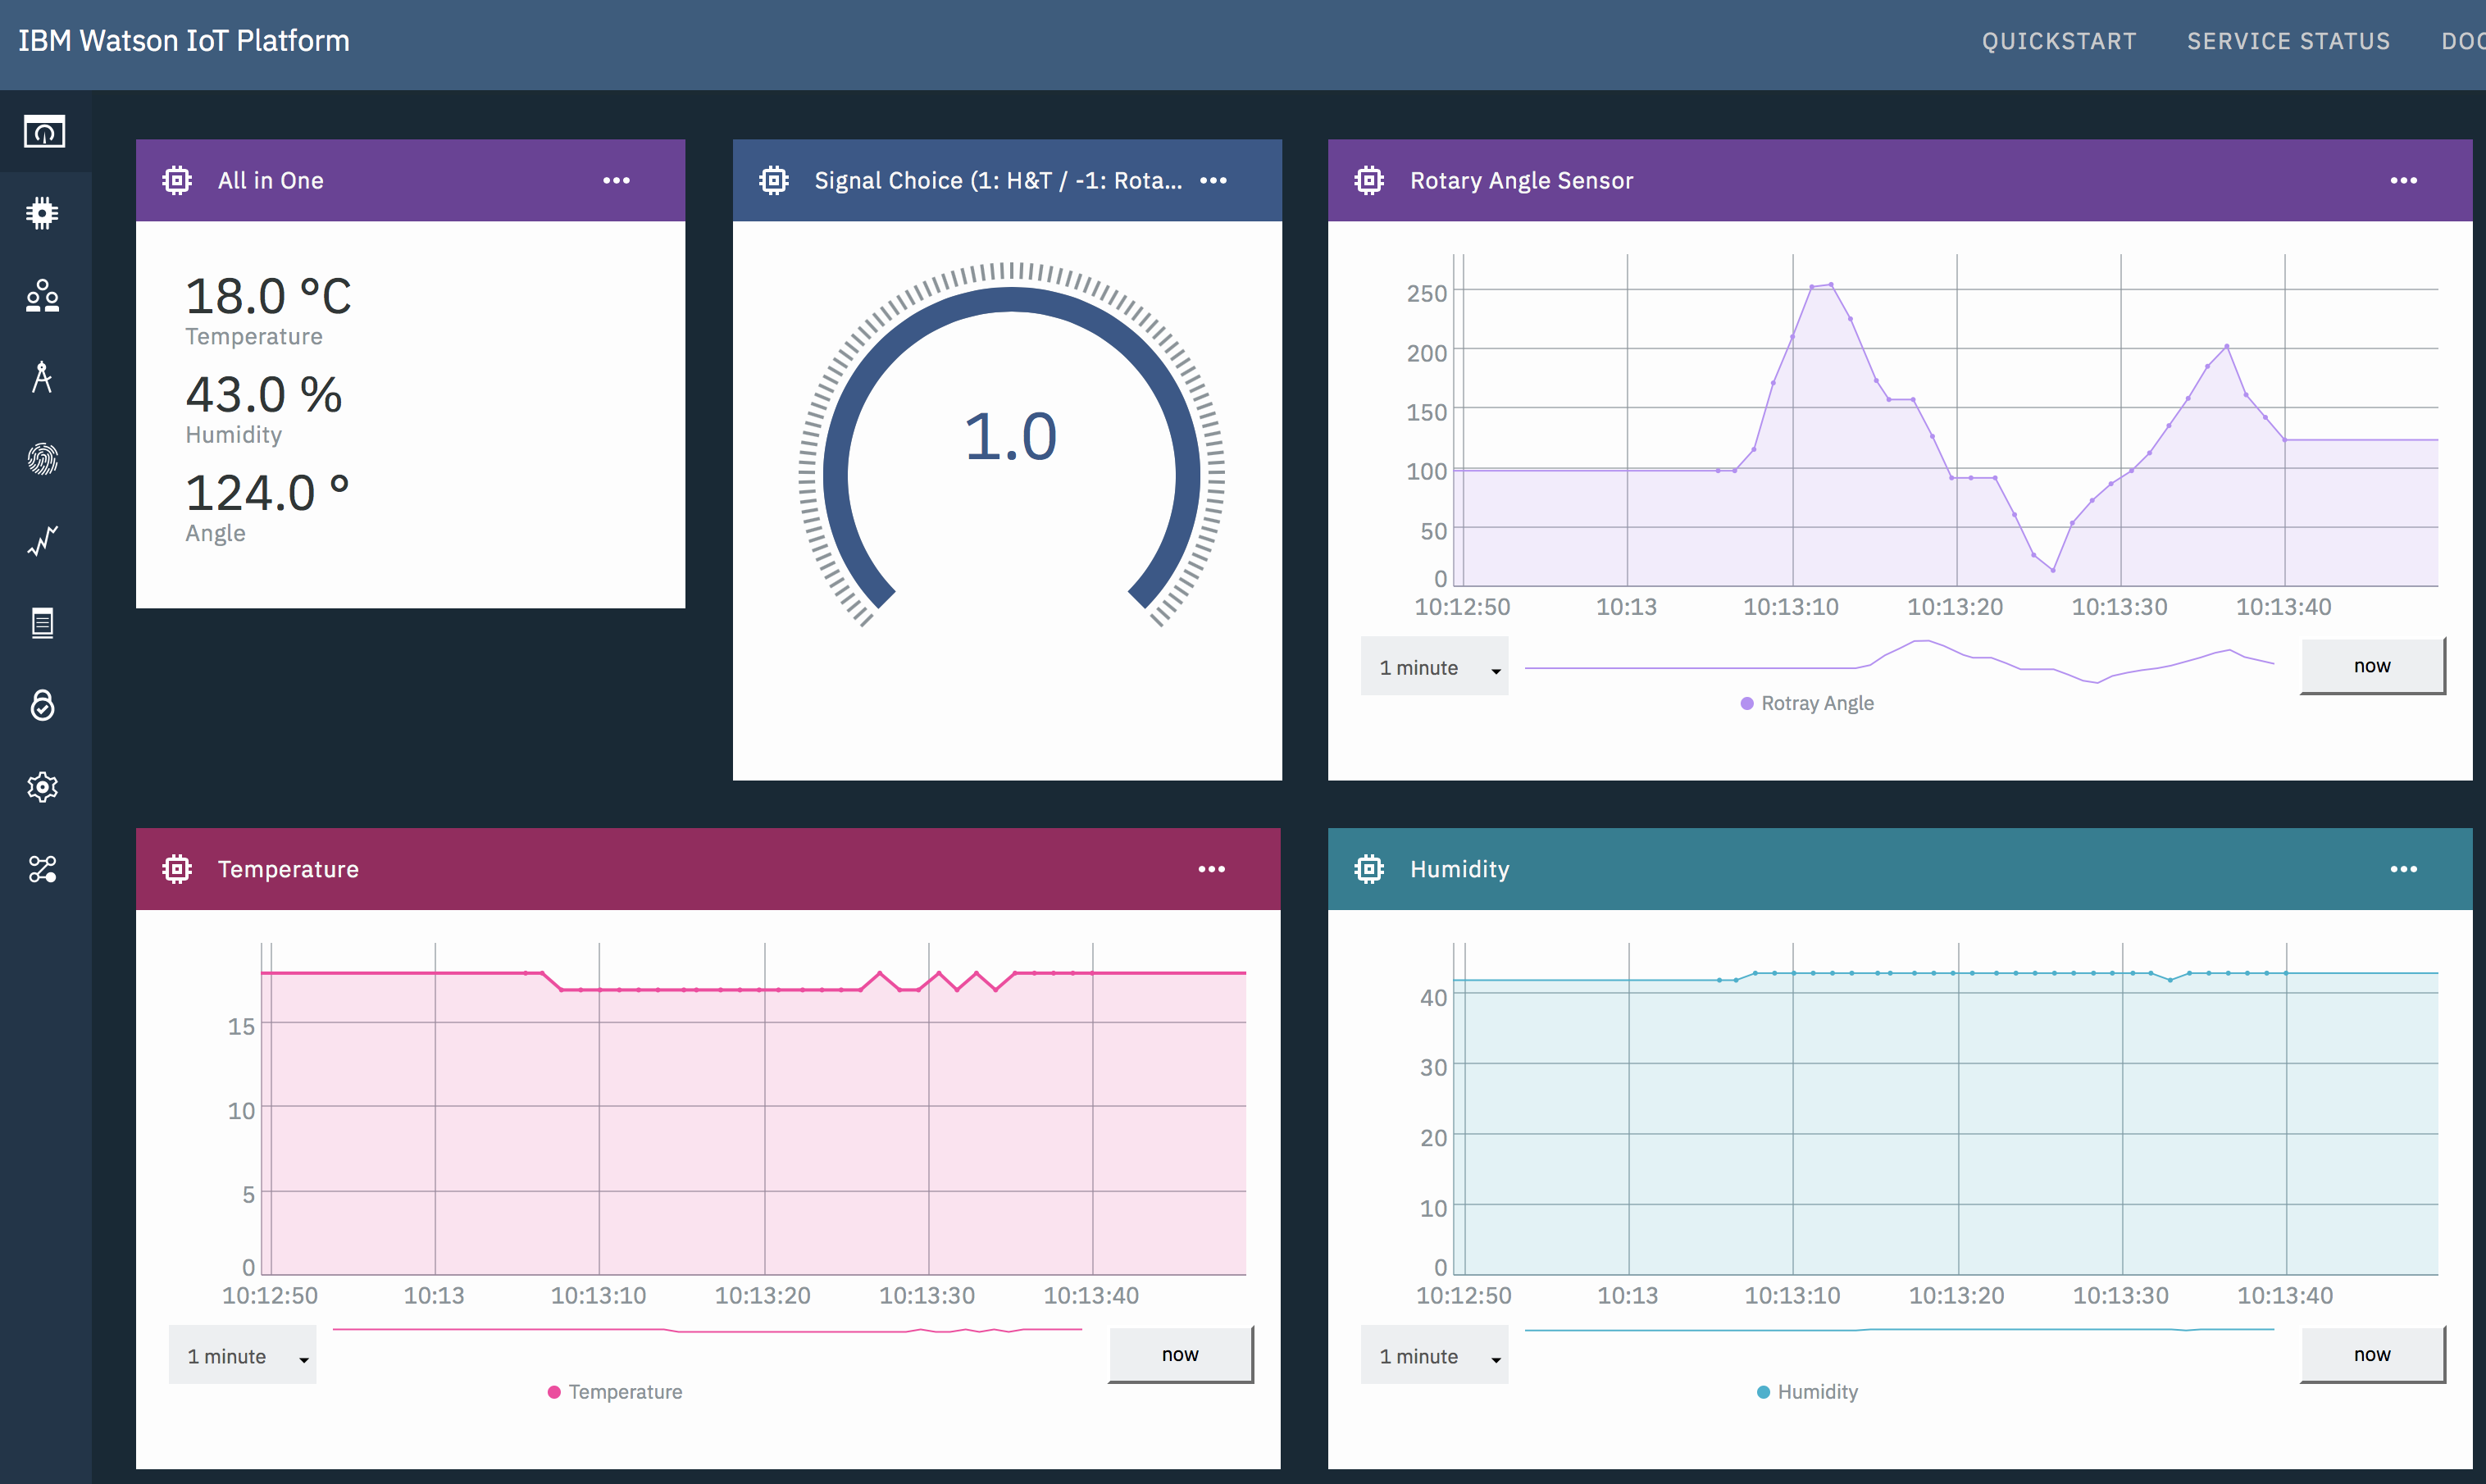 IBM Watson IoT Platform
QUICKSTART SERVICE STATUS DOC
All in One
18.0 °C
Temperature
43.0 %
Humidity
124.0 °
Angle
Signal Choice (1: H&T / -1: Rota...
1.0
Rotary Angle Sensor
250
200
150
100
50
0
10:12:50 10:13 10:13:10 10:13:20 10:13:30 10:13:40
1 minute
now
Rotray Angle
Temperature
15
10
5
0
10:12:50 10:13 10:13:10 10:13:20 10:13:30 10:13:40
1 minute
now
Temperature
Humidity
40
30
20
10
0
10:12:50 10:13 10:13:10 10:13:20 10:13:30 10:13:40
1 minute
now
Humidity